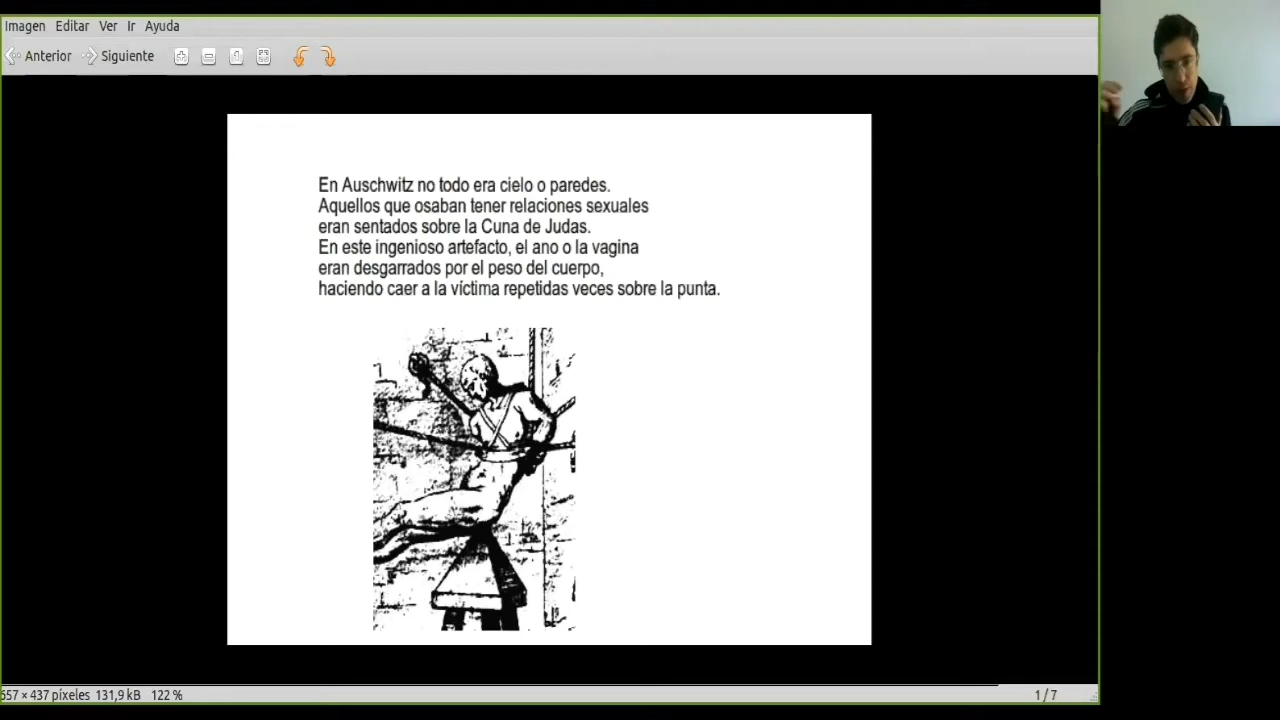 Imagen Editar Ver Ir Ayuda
Anterior Siguiente
En Auschwitz no todo era cielo o paredes.
Aquellos que osaban tener relaciones sexuales
eran sentados sobre la Cuna de Judas.
En este ingenioso artefacto, el ano o la vagina
eran desgarrados por el peso del cuerpo,
haciendo caer a la víctima repetidas veces sobre la punta.
657 × 437 píxeles 131,9 kB 122 % 1 / 7